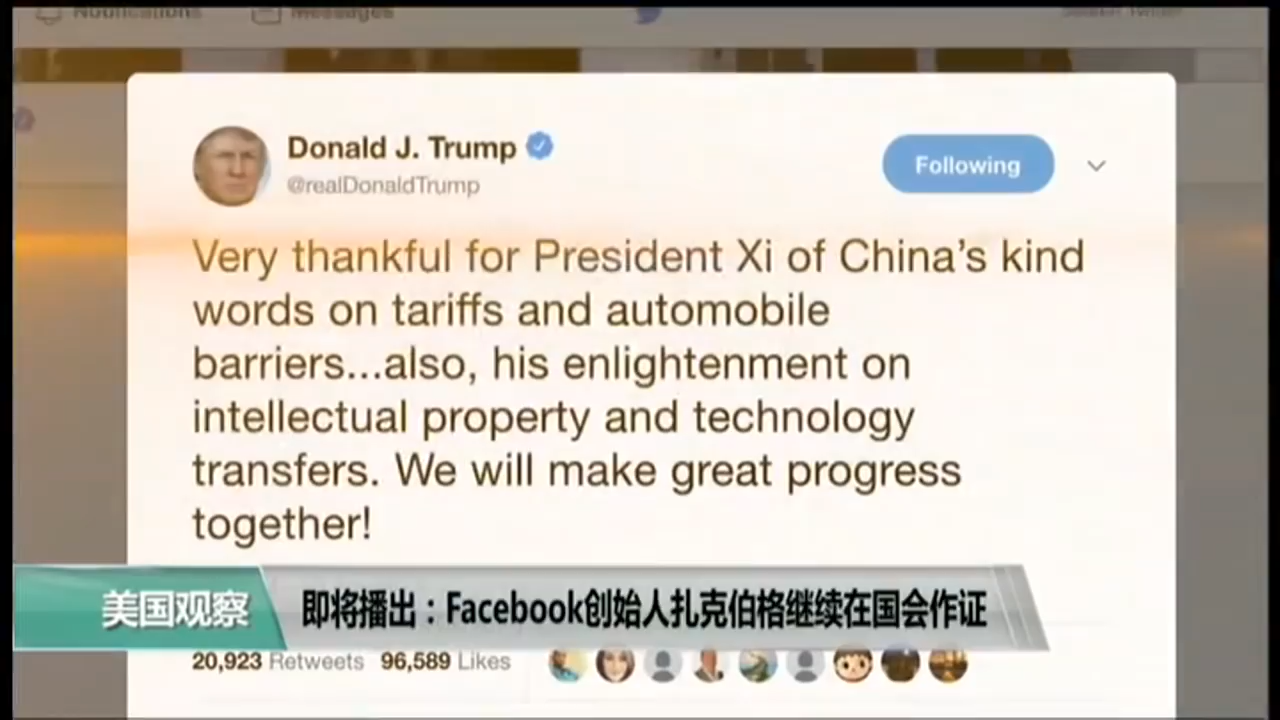 Notifications
Messages
Donald J. Trump
@realDonaldTrump
Following
Very thankful for President Xi of China’s kind
words on tariffs and automobile
barriers...also, his enlightenment on
intellectual property and technology
transfers. We will make great progress
together!
美国观察
即将播出：Facebook创始人扎克伯格继续在国会作证
20,923 Retweets 96,589 Likes